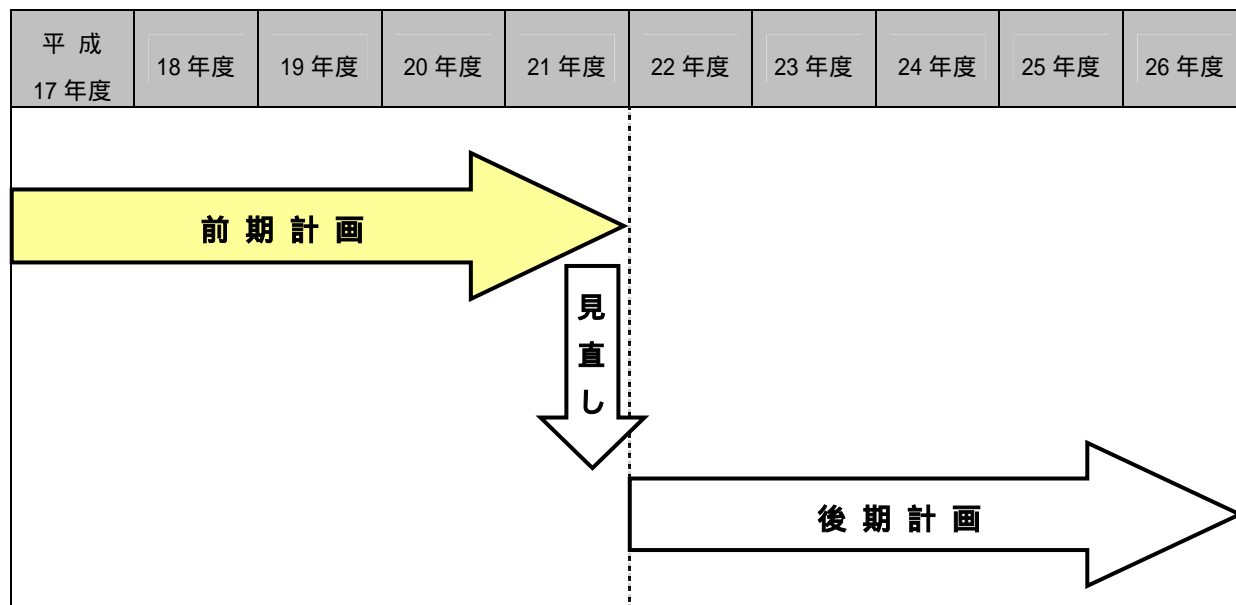 平成
17年度
18年度
19年度
20年度
21年度
22年度
23年度
24年度
25年度
26年度
前期計画
見直し
後期計画